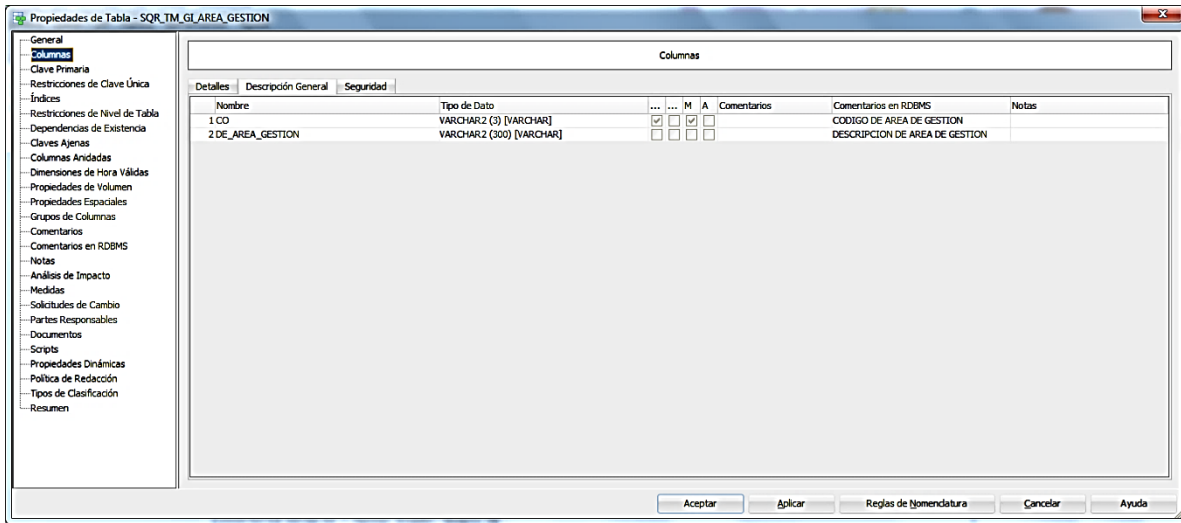 Propiedades de Tabla - SQR_TM_GI_AREA_GESTION
General
Columnas
Clave Primaria
Restricciones de Clave Única
Índices
Restricciones de Nivel de Tabla
Dependencias de Existencia
Claves Ajenas
Columnas Anidadas
Dimensiones de Hora Válidas
Propiedades de Volumen
Propiedades Espaciales
Grupos de Columnas
Comentarios
Comentarios en RDBMS
Notas
Análisis de Impacto
Medidas
Solicitudes de Cambio
Partes Responsables
Documentos
Scripts
Propiedades Dinámicas
Política de Redacción
Tipos de Clasificación
Resumen
Columnas
Detalles Descripción General Seguridad
Nombre Tipo de Dato ... ... M A Comentarios Comentarios en RDBMS Notas
1 CO VARCHAR2 (3) [VARCHAR] CODIGO DE AREA DE GESTION
2 DE_AREA_GESTION VARCHAR2 (300) [VARCHAR] DESCRIPCION DE AREA DE GESTION
Aceptar Aplicar Reglas de Nomenclatura Cancelar Ayuda